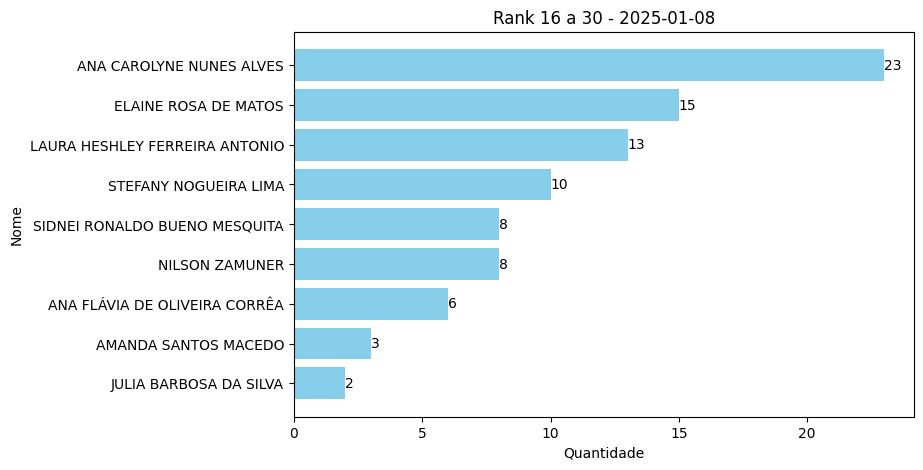 Rank 16 a 30 - 2025-01-08
Nome
ANA CAROLYNE NUNES ALVES 23
ELAINE ROSA DE MATOS 15
LAURA HESHLEY FERREIRA ANTONIO 13
STEFANY NOGUEIRA LIMA 10
SIDNEI RONALDO BUENO MESQUITA 8
NILSON ZAMUNER 8
ANA FLÁVIA DE OLIVEIRA CORRÊA 6
AMANDA SANTOS MACEDO 3
JULIA BARBOSA DA SILVA 2
0 5 10 15 20
Quantidade